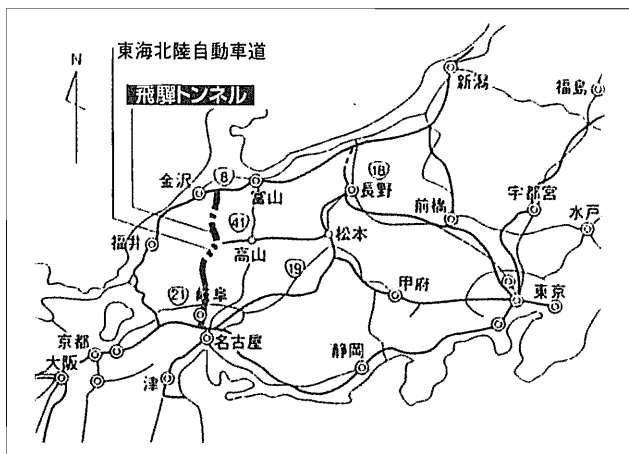 東海北陸自動車道
飛騨トンネル
N
新潟
福島
金沢
8
富山
18
長野
前橋
宇都宮
水戸
福井
41
高山
松本
19
21
岐阜
甲府
東京
京都
名古屋
静岡
大阪
津